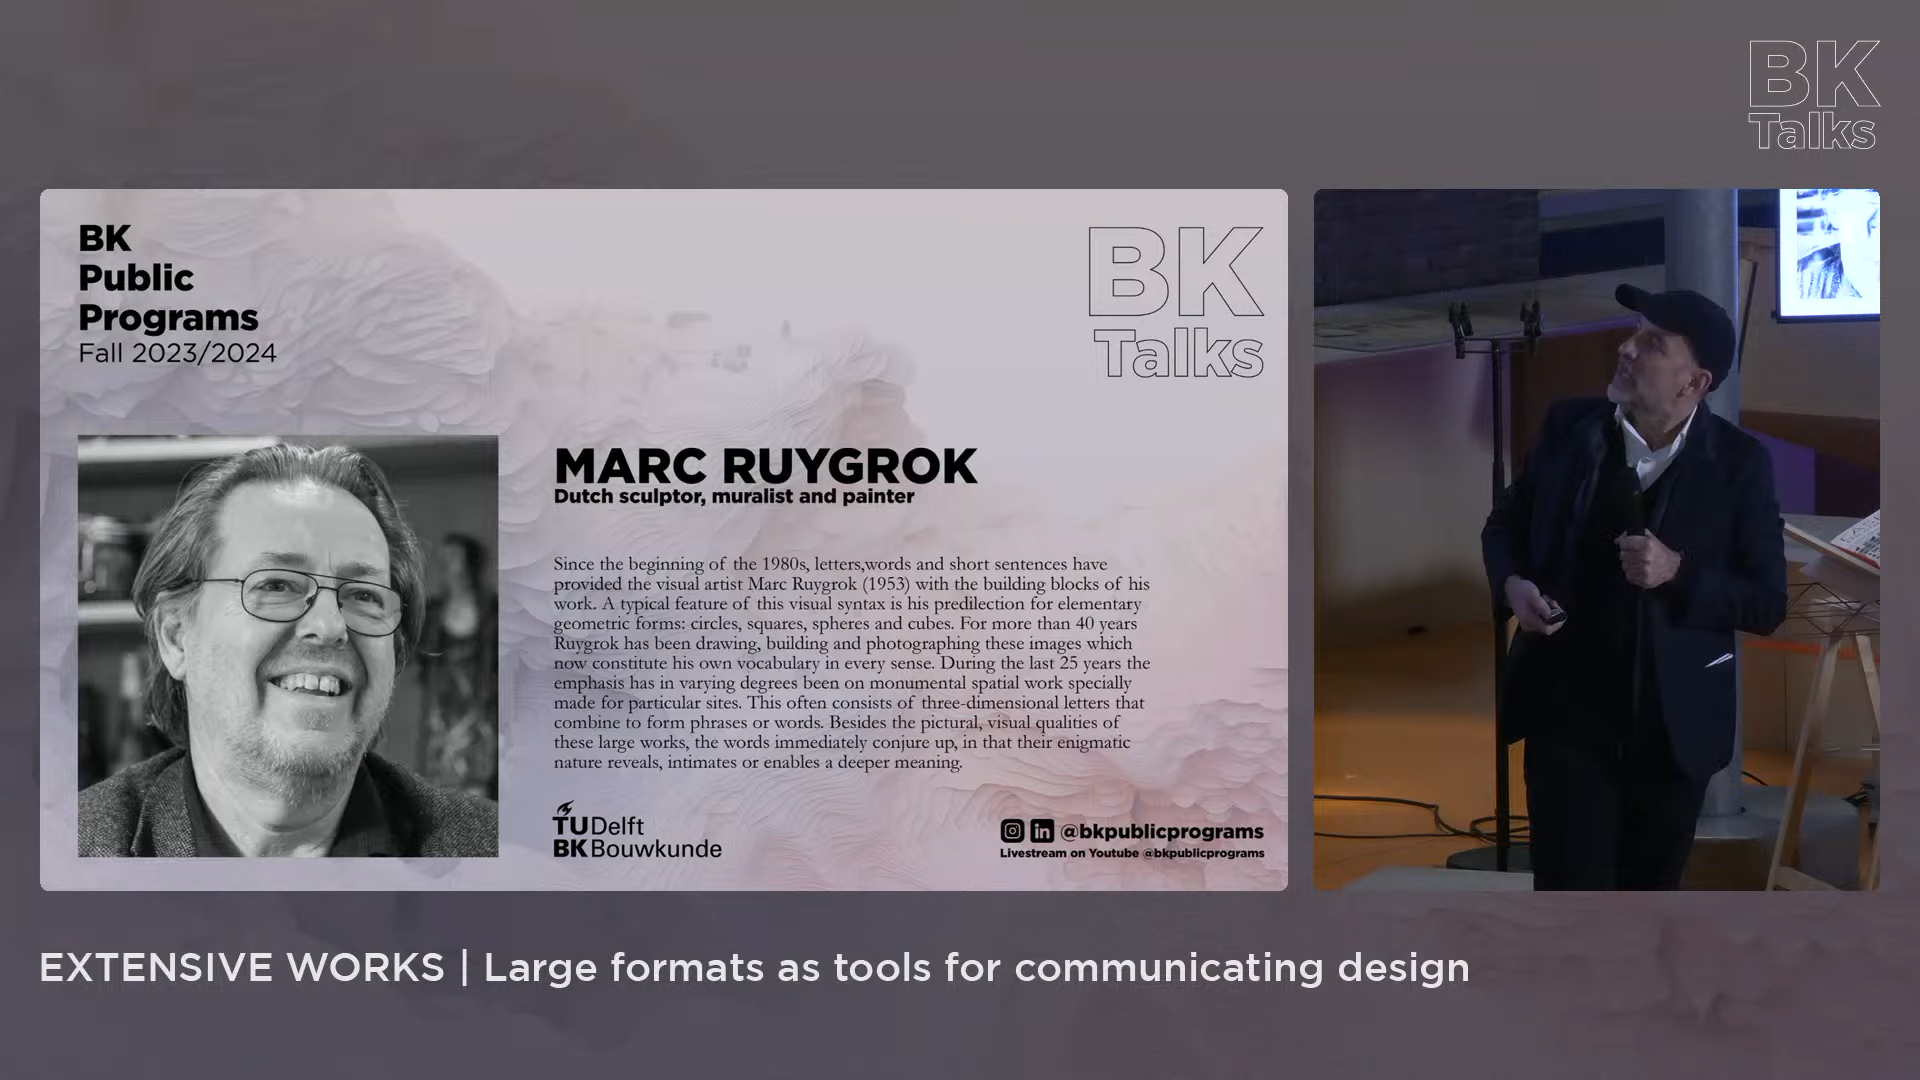 BK
Talks
BK
Public
Programs
Fall 2023/2024
BK
Talks
MARC RUYGROK
Dutch sculptor, muralist and painter
Since the beginning of the 1980s, letters,words and short sentences have
provided the visual artist Marc Ruygrok (1953) with the building blocks of his
work. A typical feature of this visual syntax is his predilection for elementary
geometric forms: circles, squares, spheres and cubes. For more than 40 years
Ruygrok has been drawing, building and photographing these images which
now constitute his own vocabulary in every sense. During the last 25 years the
emphasis has in varying degrees been on monumental spatial work specially
made for particular sites. This often consists of three-dimensional letters that
combine to form phrases or words. Besides the pictural, visual qualities of
these large works, the words immediately conjure up, in that their enigmatic
nature reveals, intimates or enables a deeper meaning.
TU Delft
BK Bouwkunde
@bkpublicprograms
Livestream on Youtube @bkpublicprograms
EXTENSIVE WORKS | Large formats as tools for communicating design